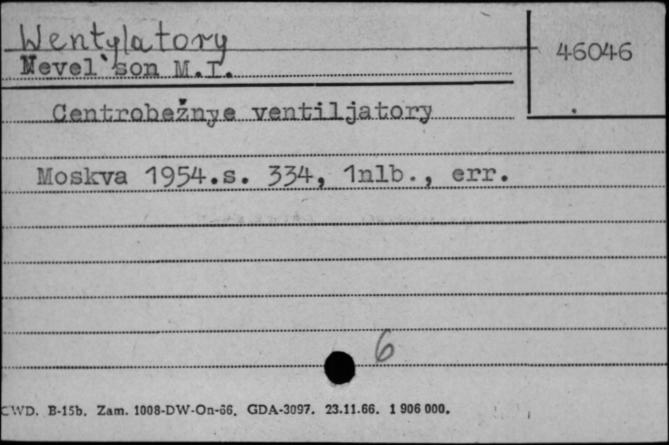 Wentylatory
46046
Nevel'son M.I.
Centrobežnye ventiljatory
Moskva 1954.s. 334, 1nlb., err.
6
CWD. B-15b. Zam. 1008-DW-On-66. GDA-3097. 23.11.66. 1 906 000.